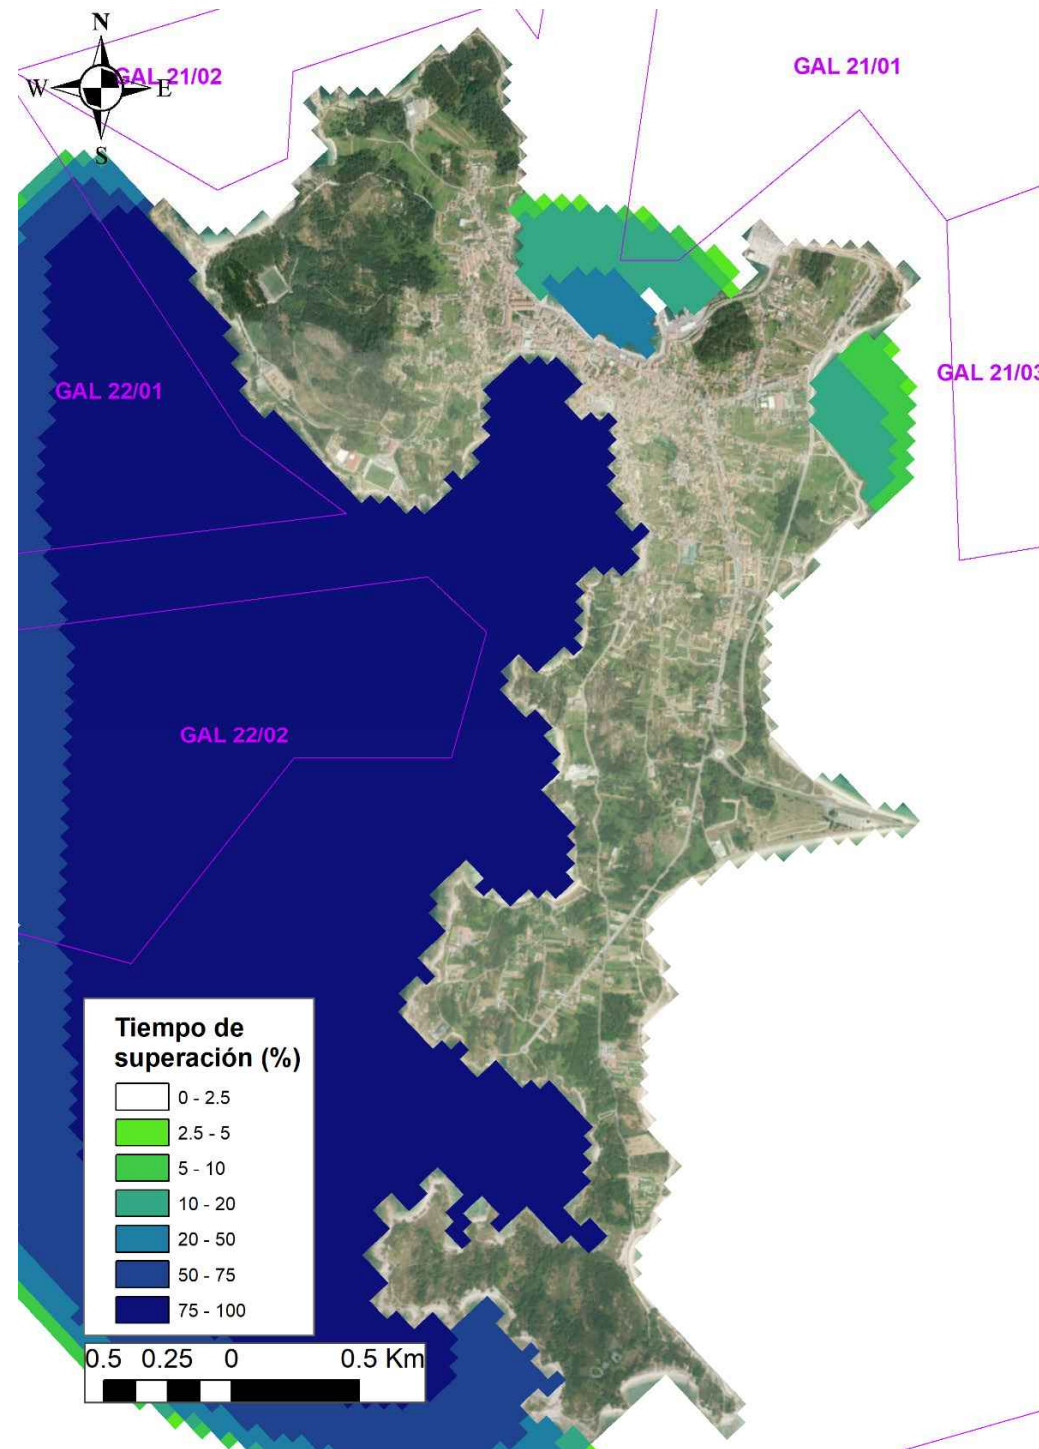 N
W
E
S
GAL 21/02
GAL 21/01
GAL 21/03
GAL 22/01
GAL 22/02
Tiempo de
superación (%)
0 - 2.5
2.5 - 5
5 - 10
10 - 20
20 - 50
50 - 75
75 - 100
0.5 0.25 0 0.5 Km